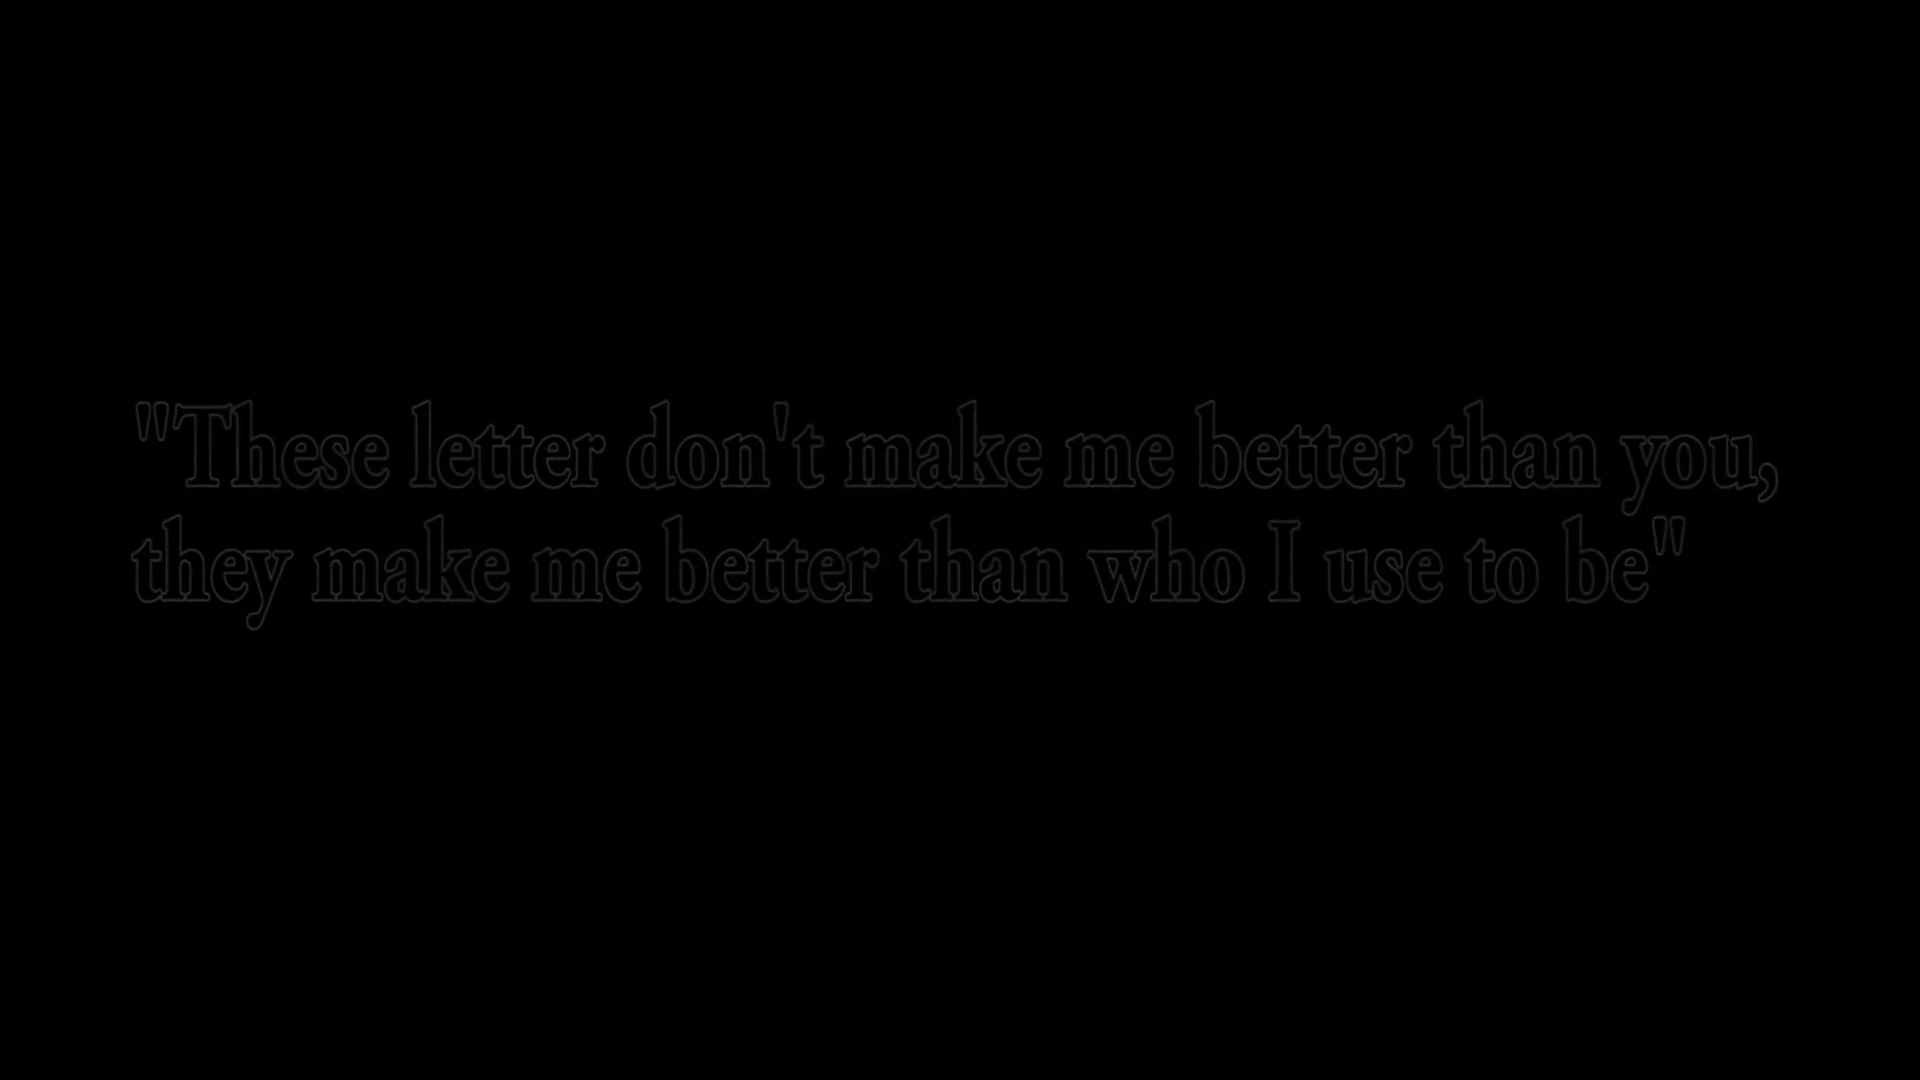 "These letter don't make me better than you,
they make me better than who I use to be"